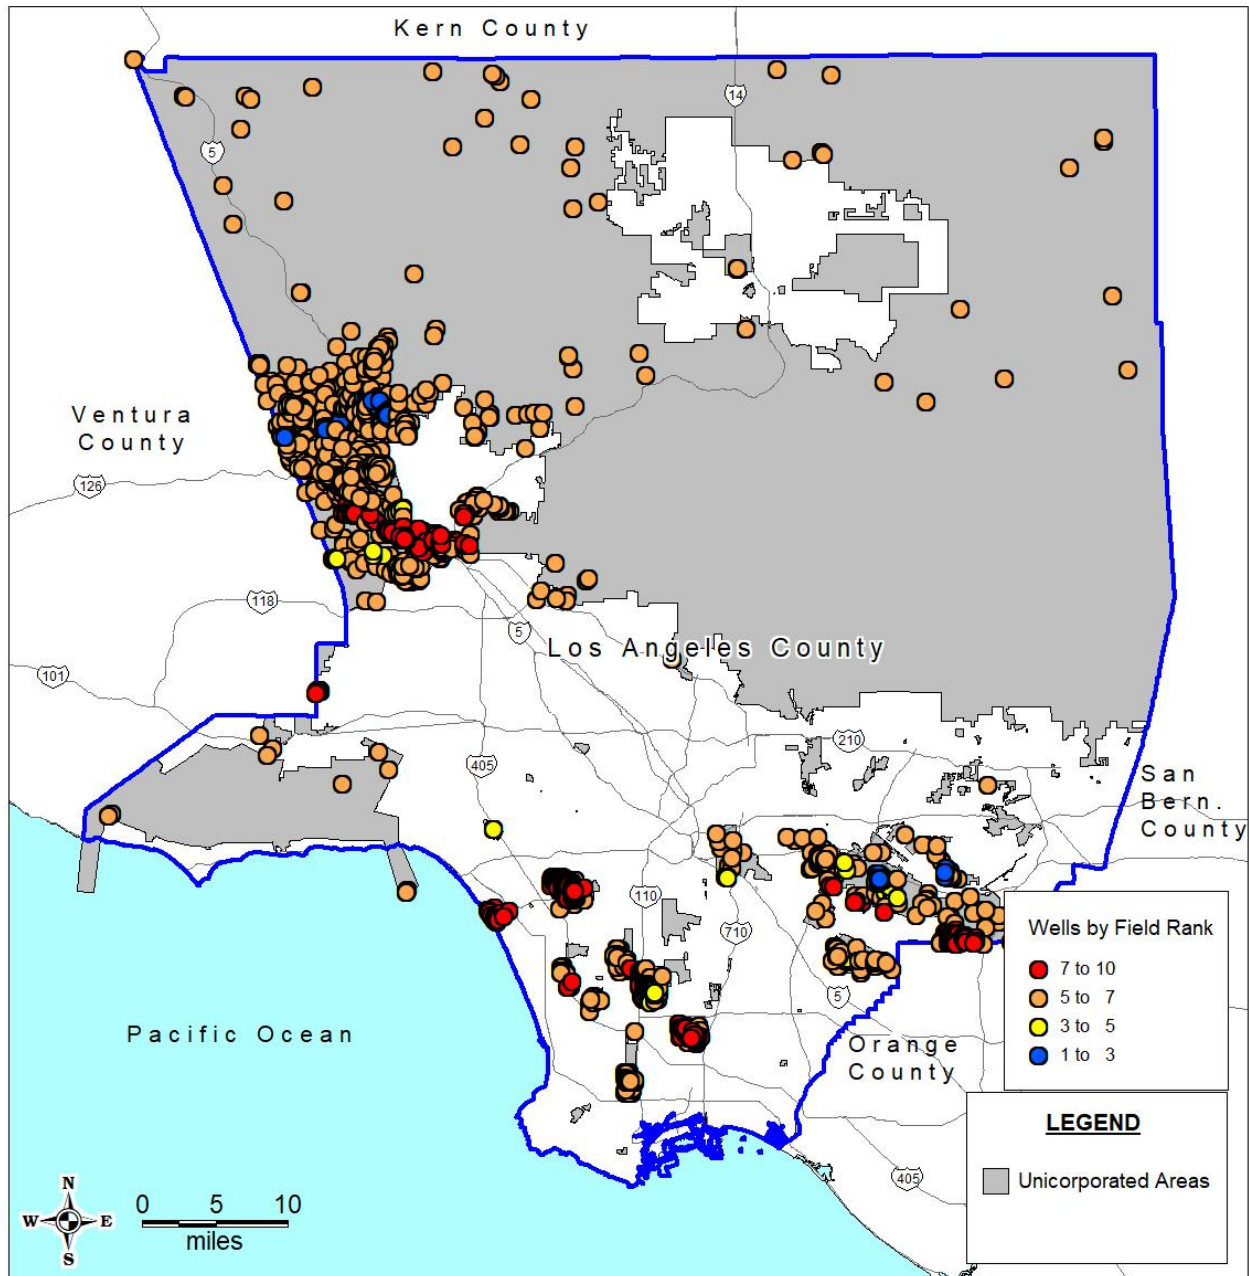 Kern County
14
5
Ventura
County
126
118
5
Los Angeles County
101
210
405
San
Bern.
County
110
710
Wells by Field Rank
7 to 10
5 to 7
3 to 5
1 to 3
5
Pacific Ocean
Orange
County
LEGEND
Unicorporated Areas
405
N
W E
S
0 5 10
miles